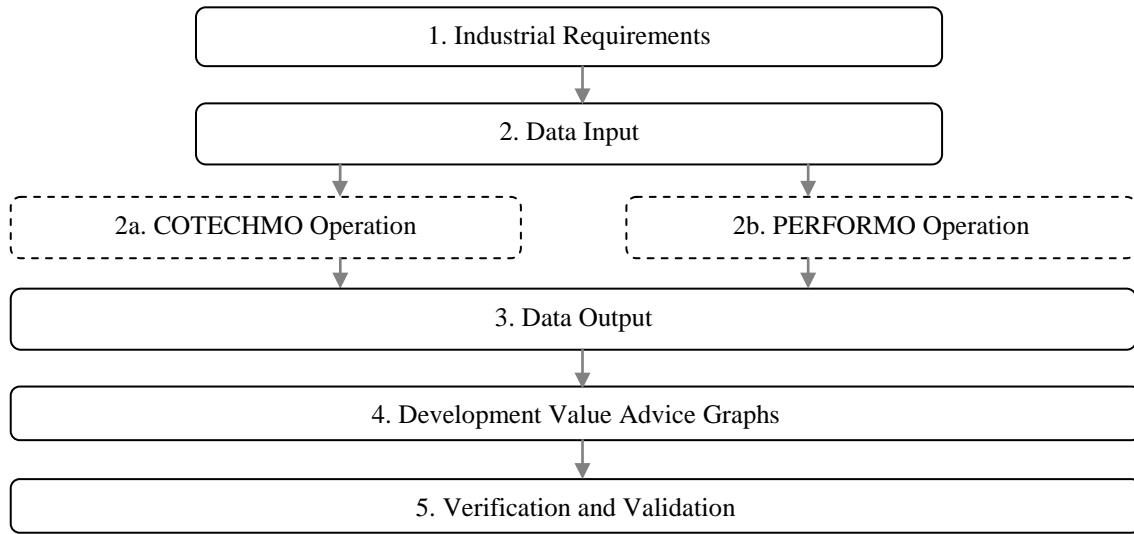 1. Industrial Requirements
2. Data Input
2a. COTECHMO Operation
2b. PERFORMO Operation
3. Data Output
4. Development Value Advice Graphs
5. Verification and Validation